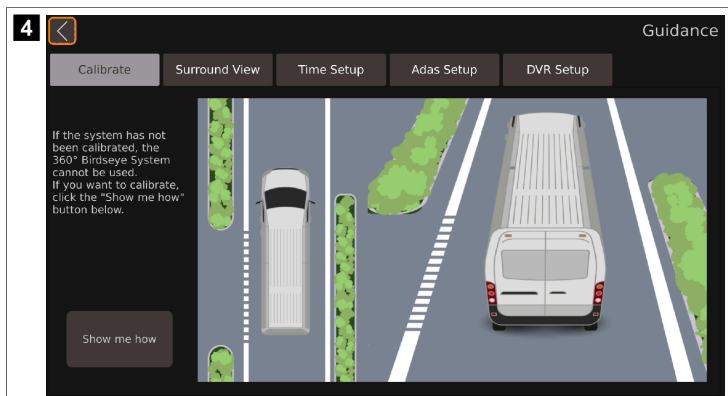 4
Guidance
Calibrate
Surround View
Time Setup
Adas Setup
DVR Setup
If the system has not
been calibrated, the
360° Birdseye System
cannot be used.
If you want to calibrate,
click the "Show me how"
button below.
Show me how